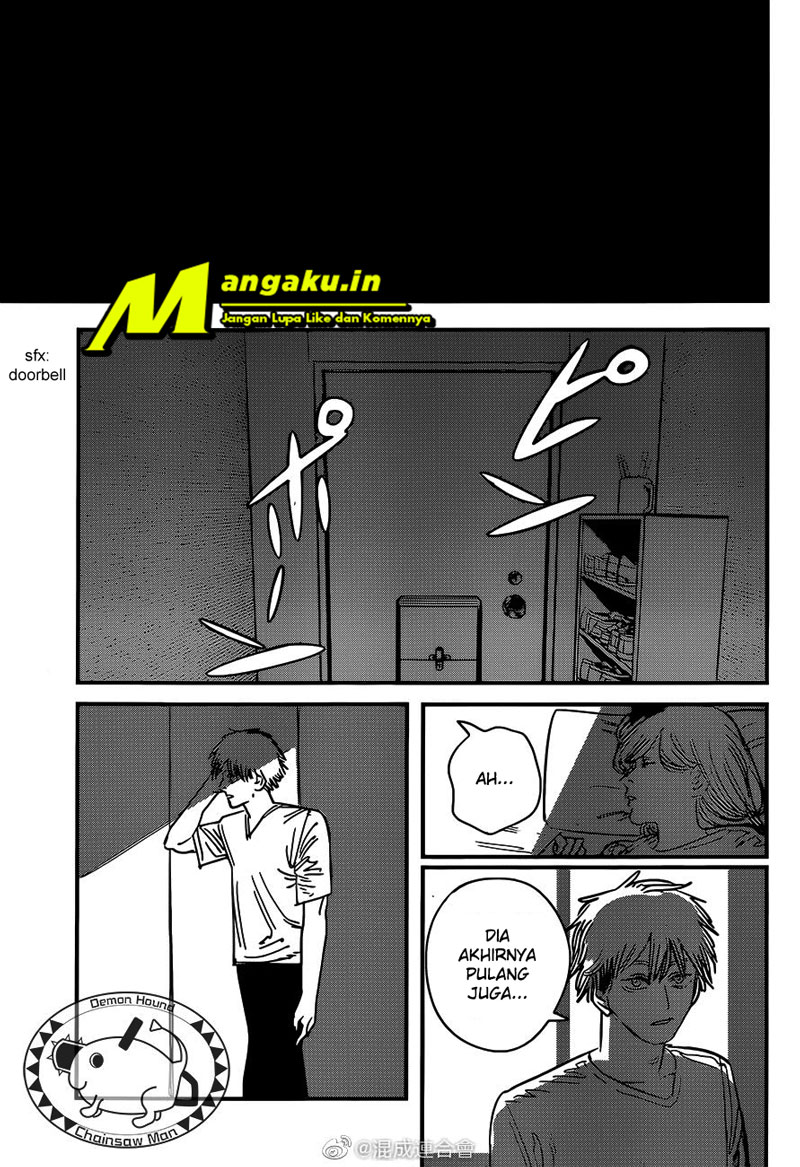 Mangaku.in
Jangan Lupa Like dan Komennya
sfx:
doorbell
ピンポーン
AH...
DIA
AKHIRNYA
PULANG
JUGA...
Demon Hound
Chainsaw Man
@混成連合會